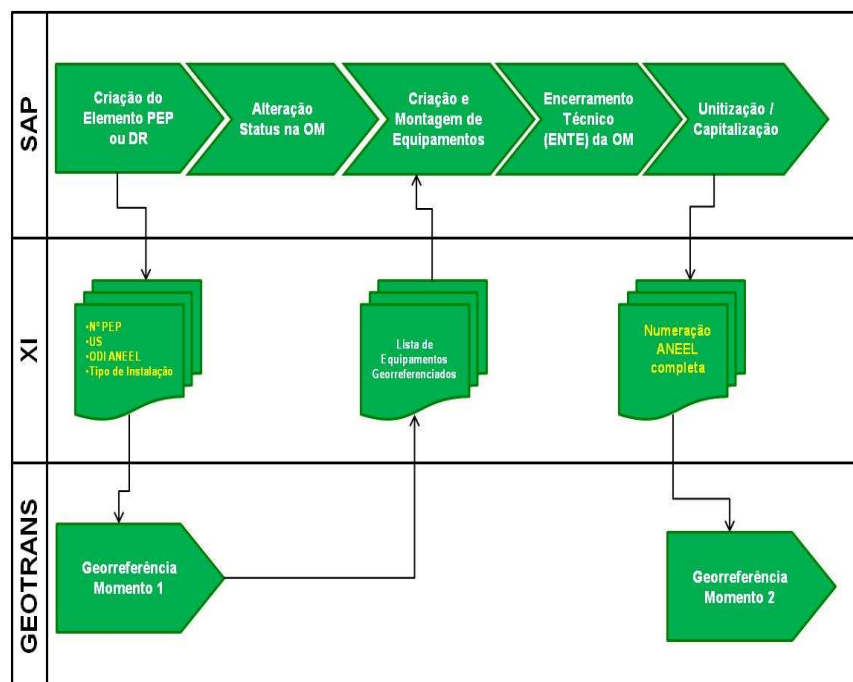 SAP
Criação do
Elemento PEP
ou DR
Alteração
Status na OM
Criação e
Montagem de
Equipamentos
Encerramento
Técnico
(ENTE) da OM
Unitização /
Capitalização
XI
•Nº PEP
•US
•ODI ANEEL
•Tipo de Instalação
Lista de
Equipamentos
Georreferenciados
Numeração
ANEEL
completa
GEOTRANS
Georreferência
Momento 1
Georreferência
Momento 2